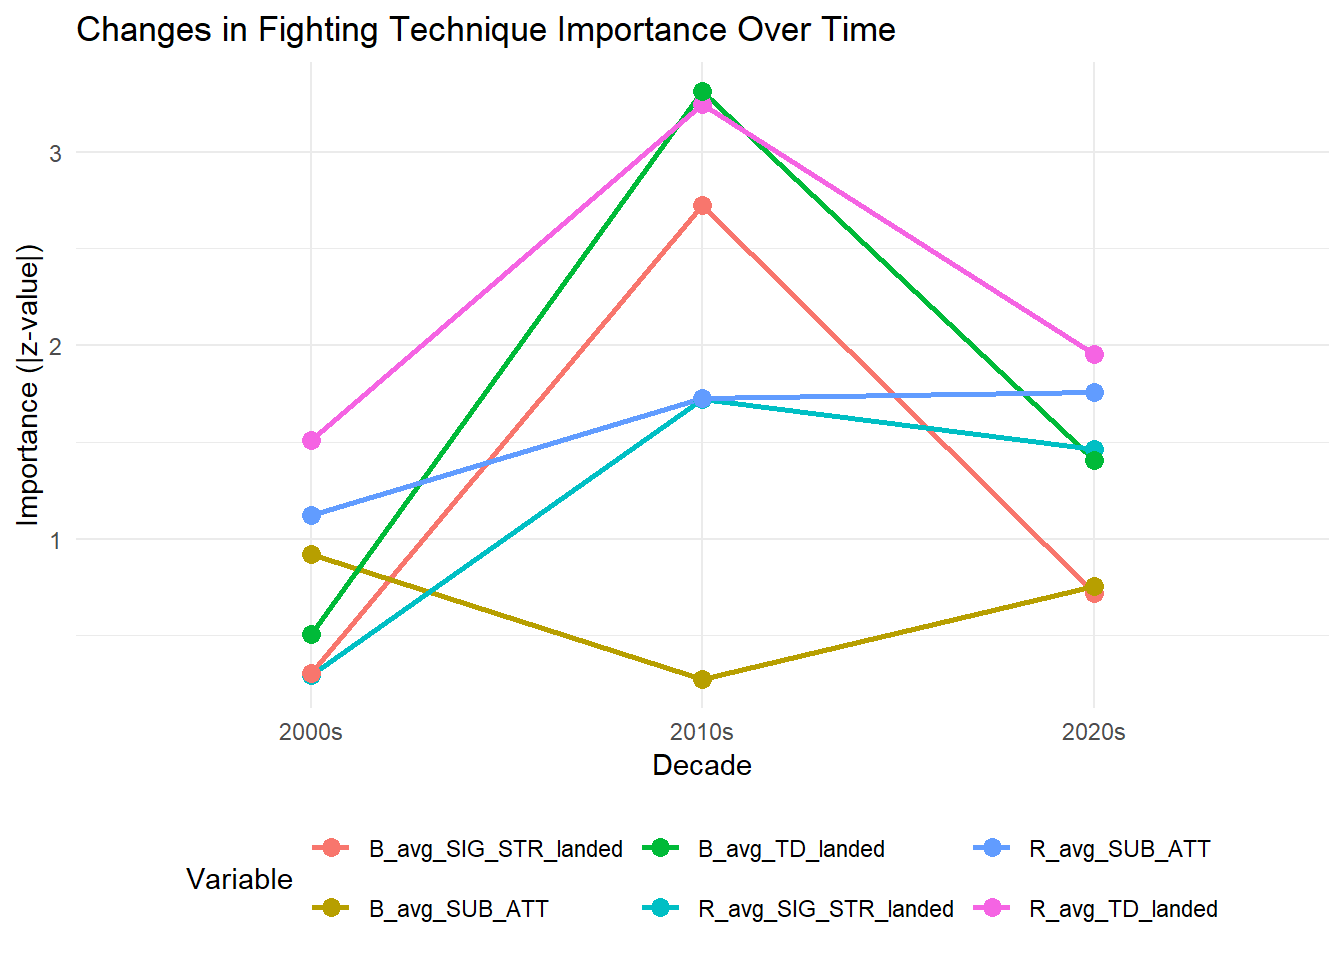 Changes in Fighting Technique Importance Over Time
3
2
1
Importance (|z-value|)
2000s 2010s 2020s
Decade
Variable
B_avg_SIG_STR_landed B_avg_TD_landed R_avg_SUB_ATT
B_avg_SUB_ATT R_avg_SIG_STR_landed R_avg_TD_landed